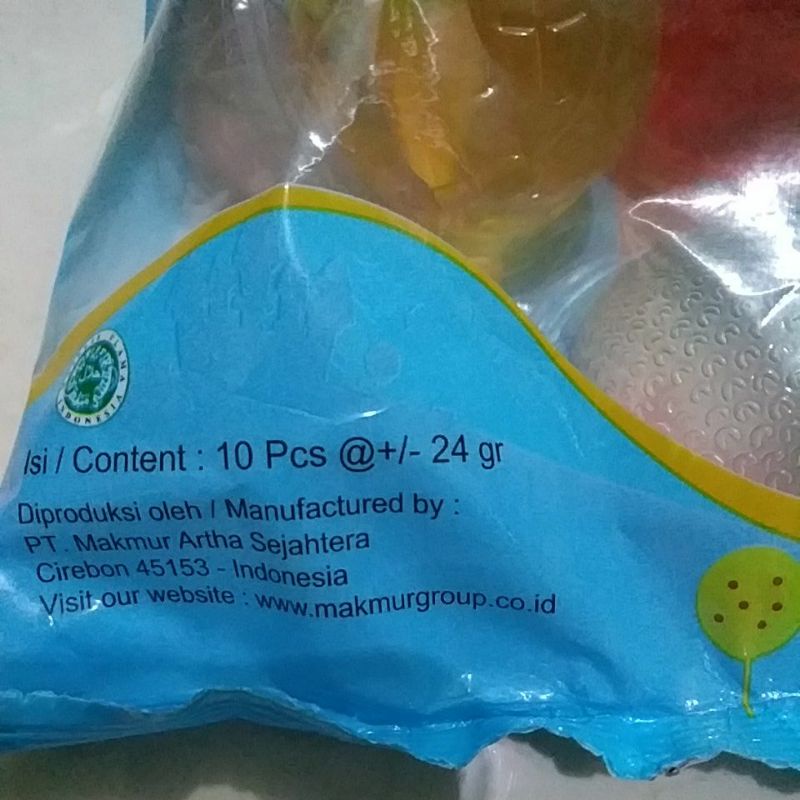 INDONESIA
Isi / Content : 10 Pcs @+/- 24 gr
Diproduksi oleh / Manufactured by :
PT. Makmur Artha Sejahtera
Cirebon 45153 - Indonesia
Visit our website : www.makmurgroup.co.id